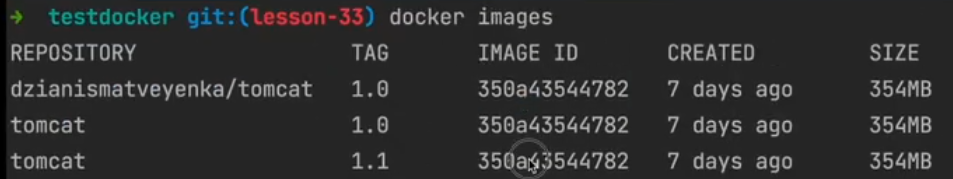 → testdocker git:(lesson-33) docker images
REPOSITORY TAG IMAGE ID CREATED SIZE
dzianismatveyenka/tomcat 1.0 350a43544782 7 days ago 354MB
tomcat 1.0 350a43544782 7 days ago 354MB
tomcat 1.1 350a43544782 7 days ago 354MB